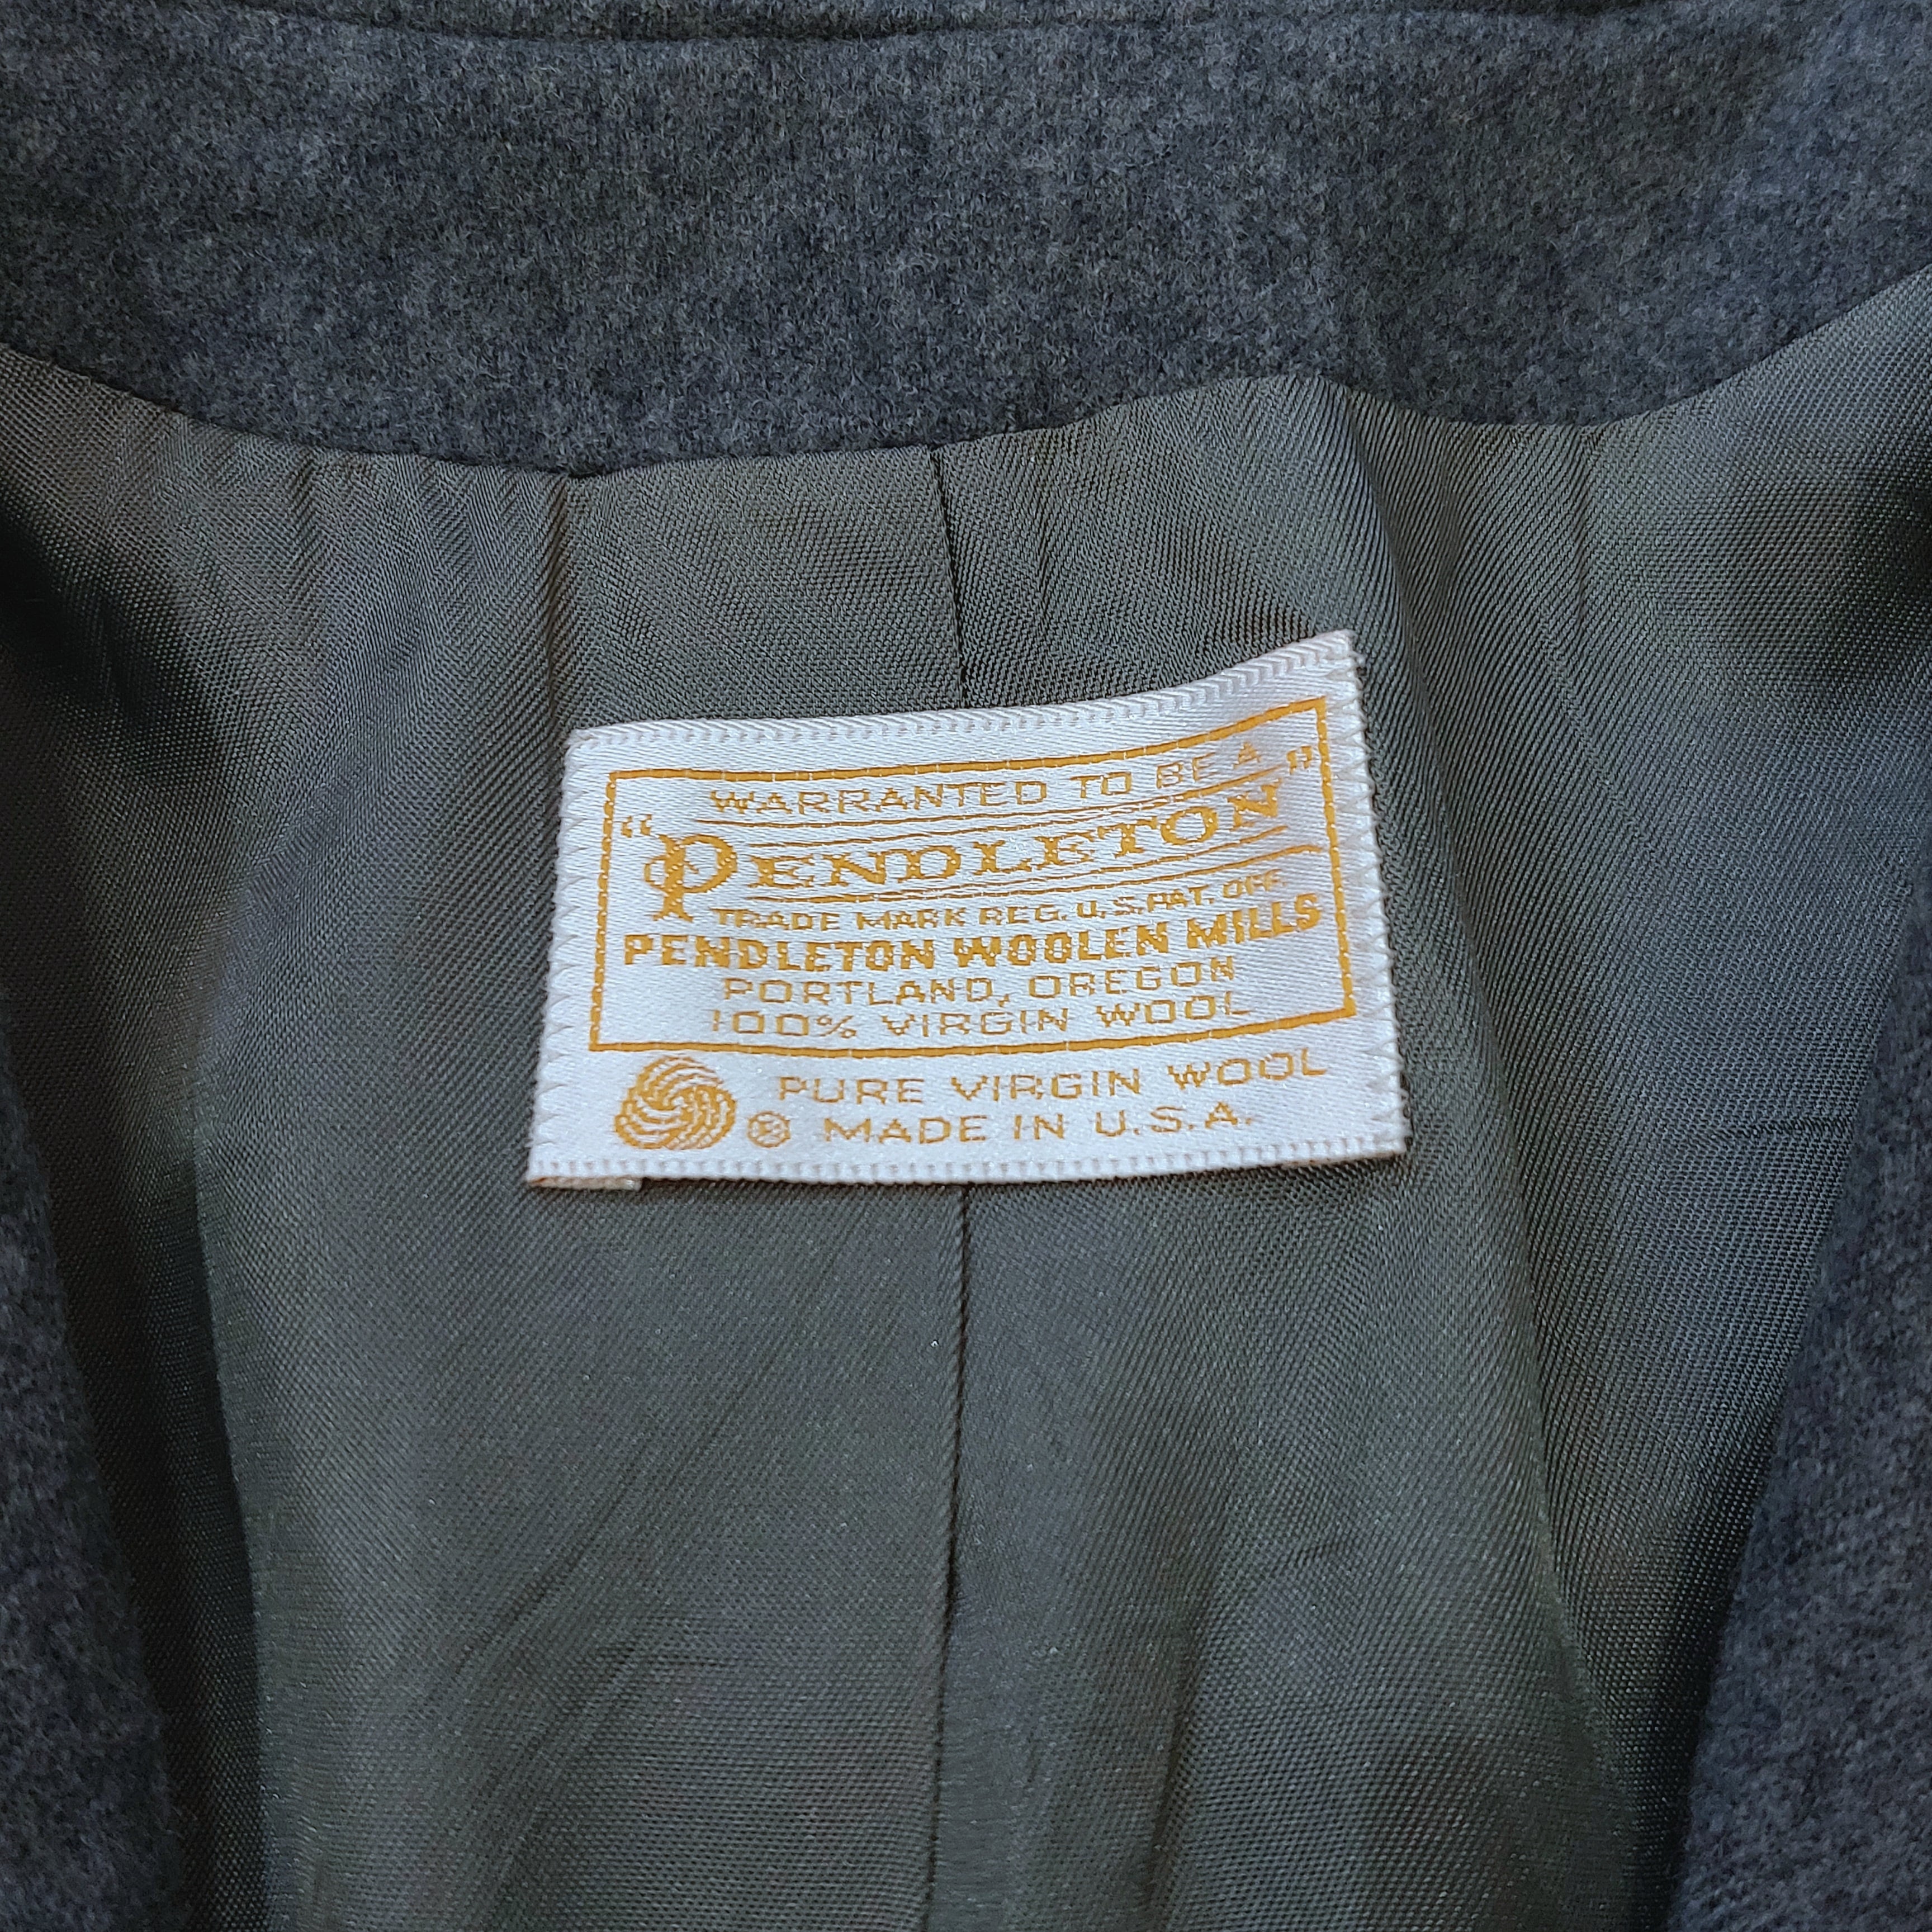 WARRANTED TO BE A
"PENDLETON"
TRADE MARK REG. U.S. PAT. OFF.
PENDLETON WOOLEN MILLS
PORTLAND, OREGON
100% VIRGIN WOOL
PURE VIRGIN WOOL
® MADE IN U.S.A.